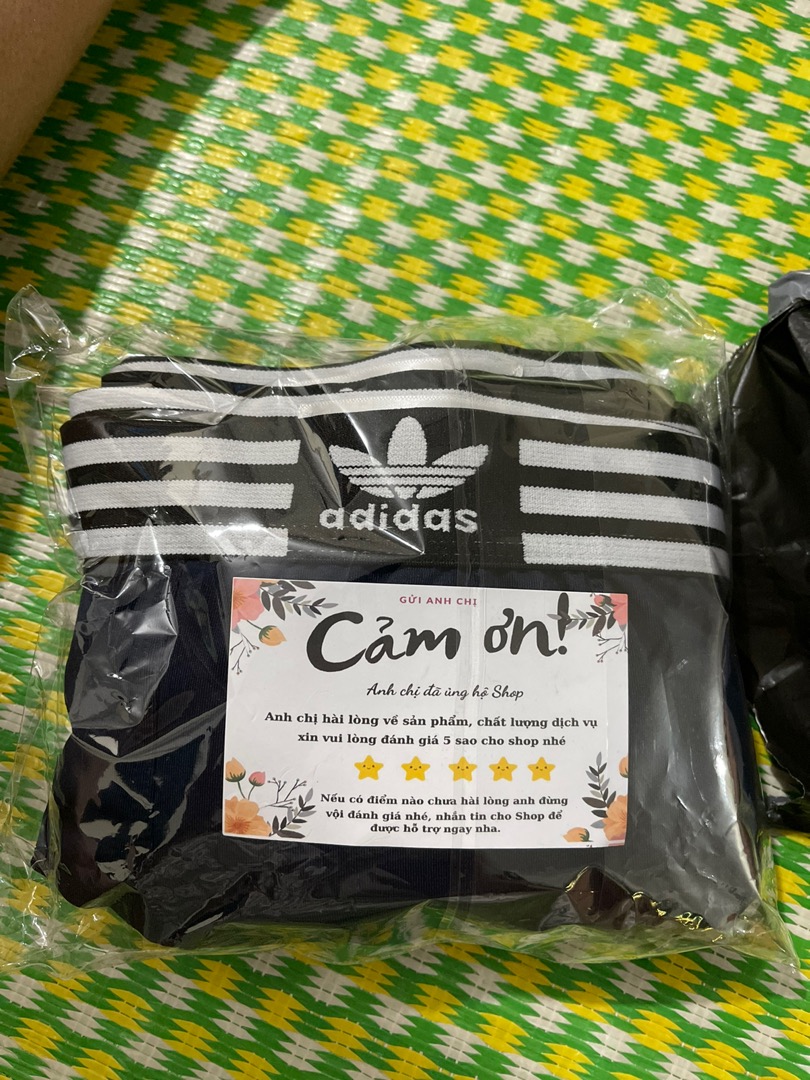 adidas
GỬI ANH CHỊ
Cảm ơn!
Anh chị đã ủng hộ Shop
Anh chị hài lòng về sản phẩm, chất lượng dịch vụ
xin vui lòng đánh giá 5 sao cho shop nhé
Nếu có điểm nào chưa hài lòng anh đừng
vội đánh giá nhé, nhắn tin cho Shop để
được hỗ trợ ngay nha.